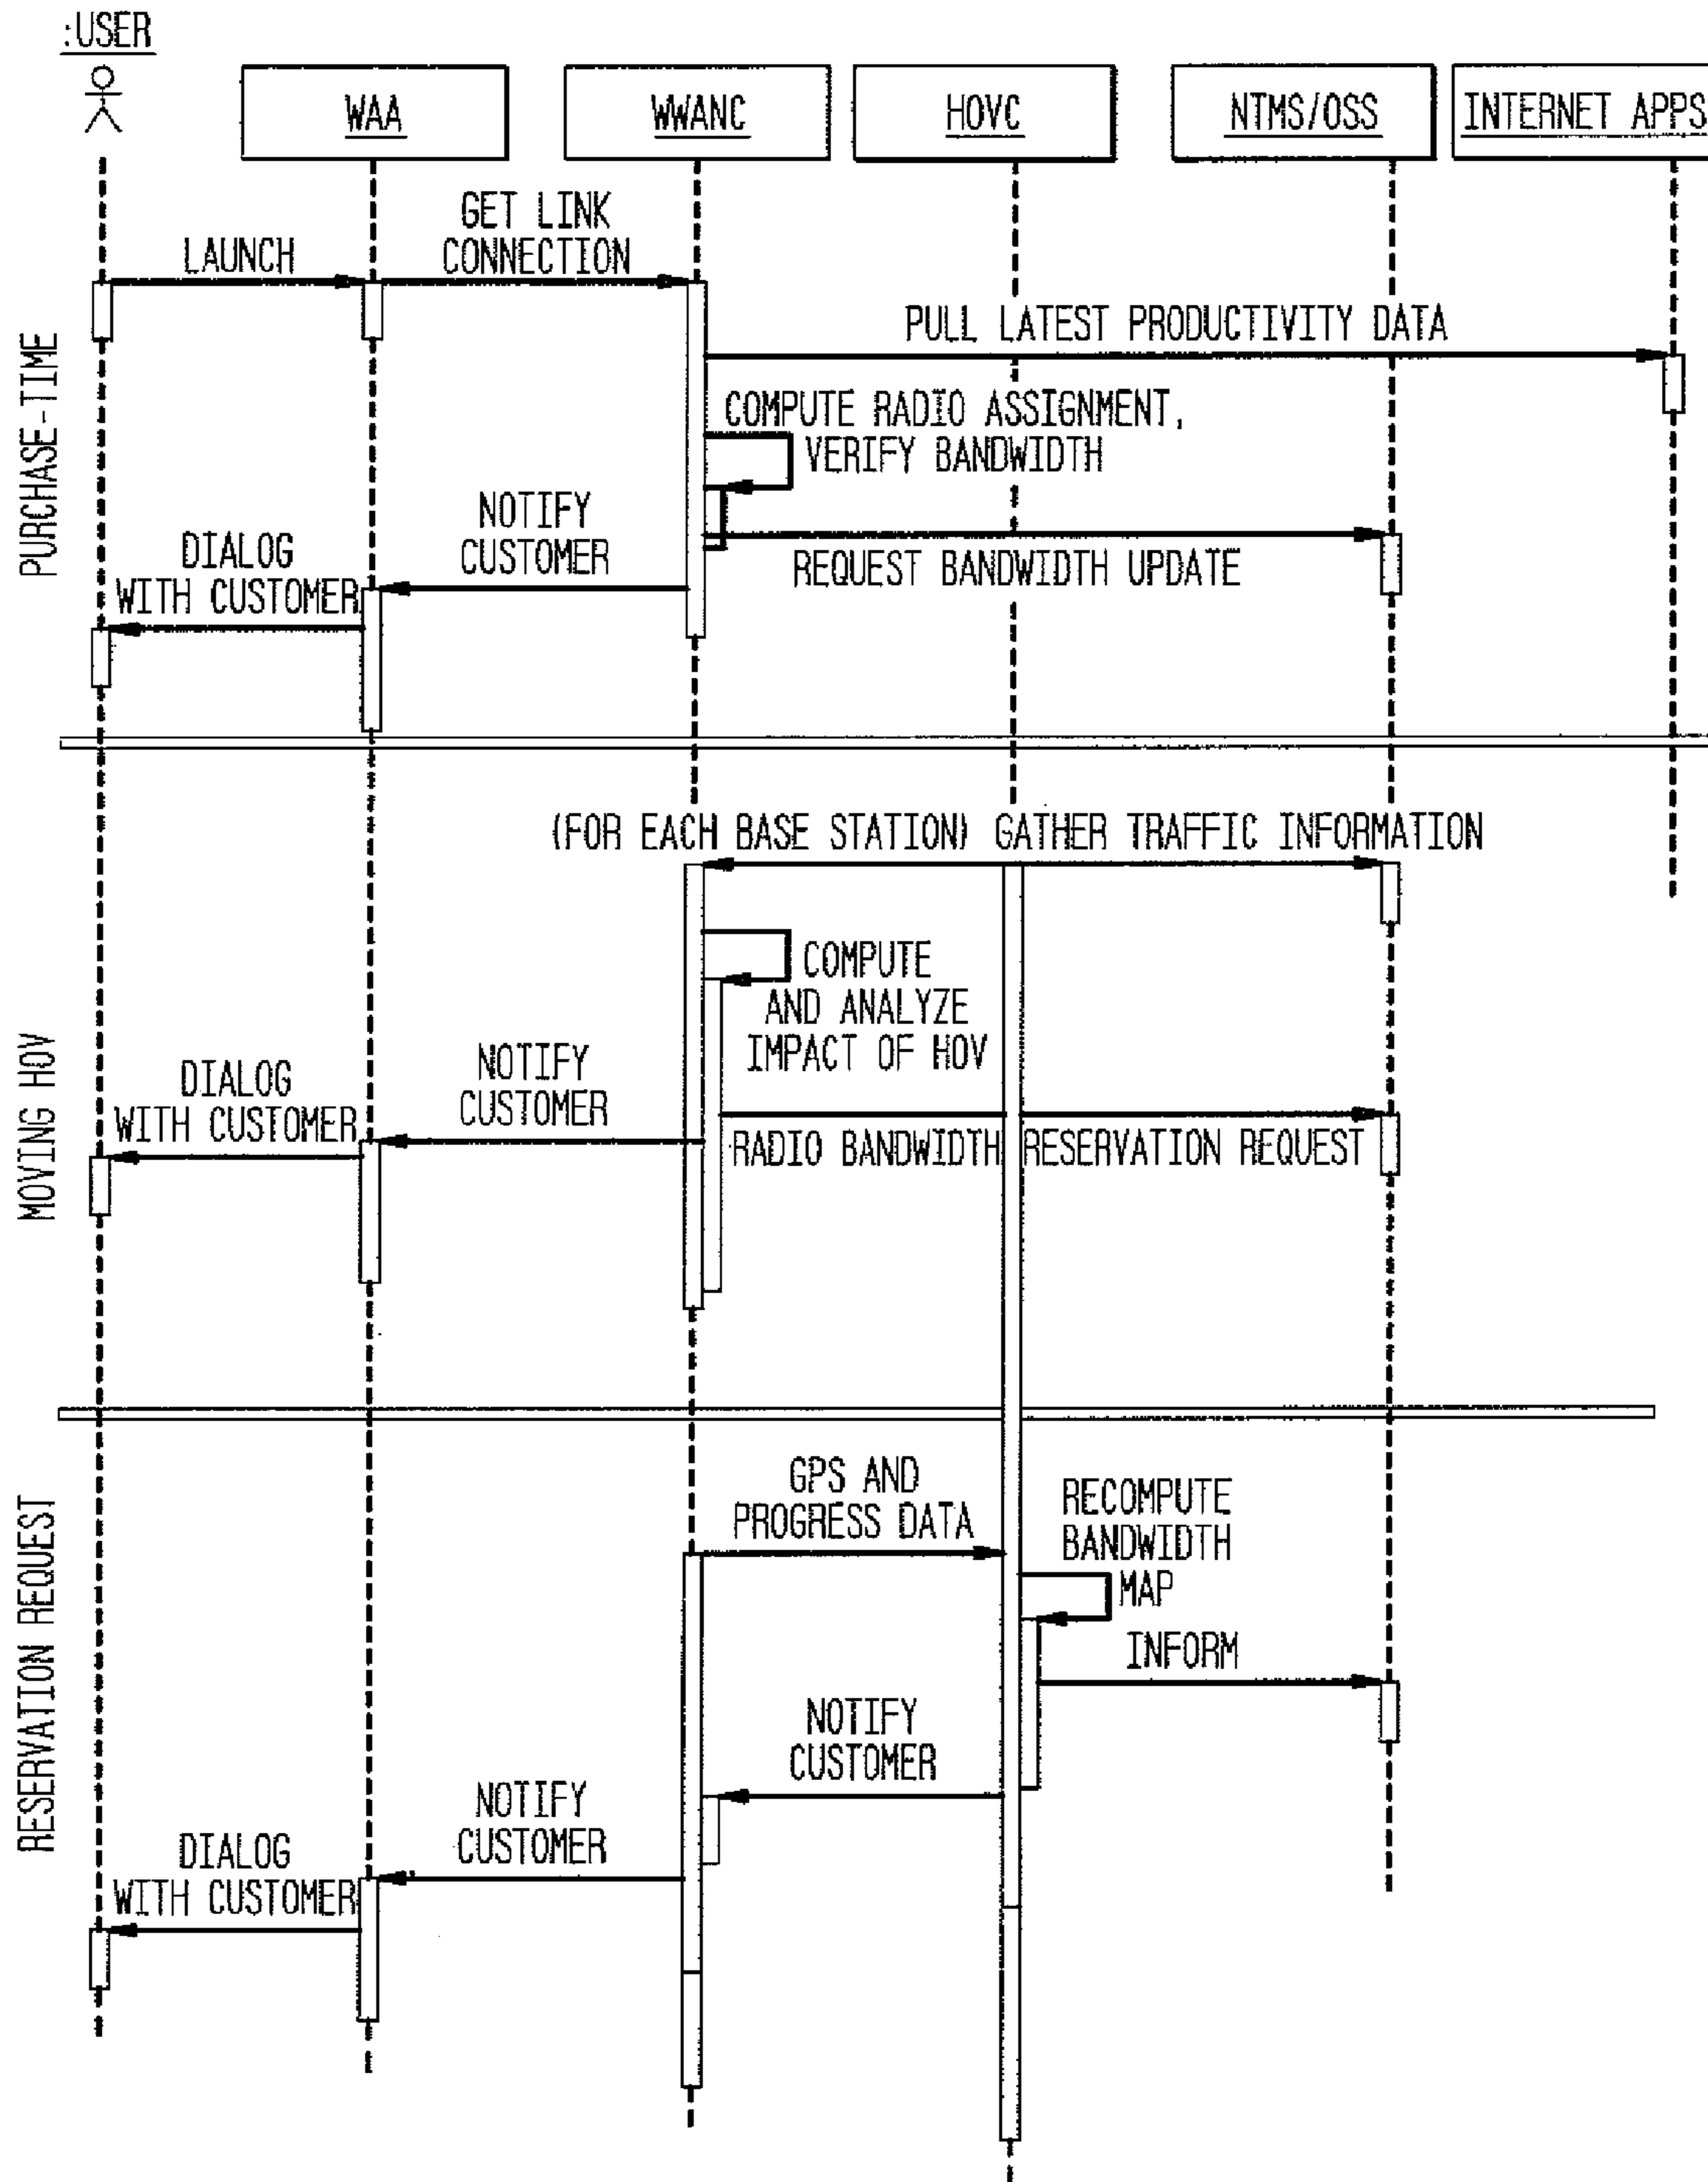 :USER
WAA
WWANC
HOVC
NTMS/OSS
INTERNET APPS
PURCHASE-TIME
LAUNCH
GET LINK
CONNECTION
PULL LATEST PRODUCTIVITY DATA
COMPUTE RADIO ASSIGNMENT,
VERIFY BANDWIDTH
NOTIFY
CUSTOMER
REQUEST BANDWIDTH UPDATE
DIALOG
WITH CUSTOMER
MOVING HOV
(FOR EACH BASE STATION) GATHER TRAFFIC INFORMATION
COMPUTE
AND ANALYZE
IMPACT OF HOV
NOTIFY
CUSTOMER
DIALOG
WITH CUSTOMER
RADIO BANDWIDTH RESERVATION REQUEST
RESERVATION REQUEST
GPS AND
PROGRESS DATA
RECOMPUTE
BANDWIDTH
MAP
INFORM
NOTIFY
CUSTOMER
NOTIFY
CUSTOMER
DIALOG
WITH CUSTOMER